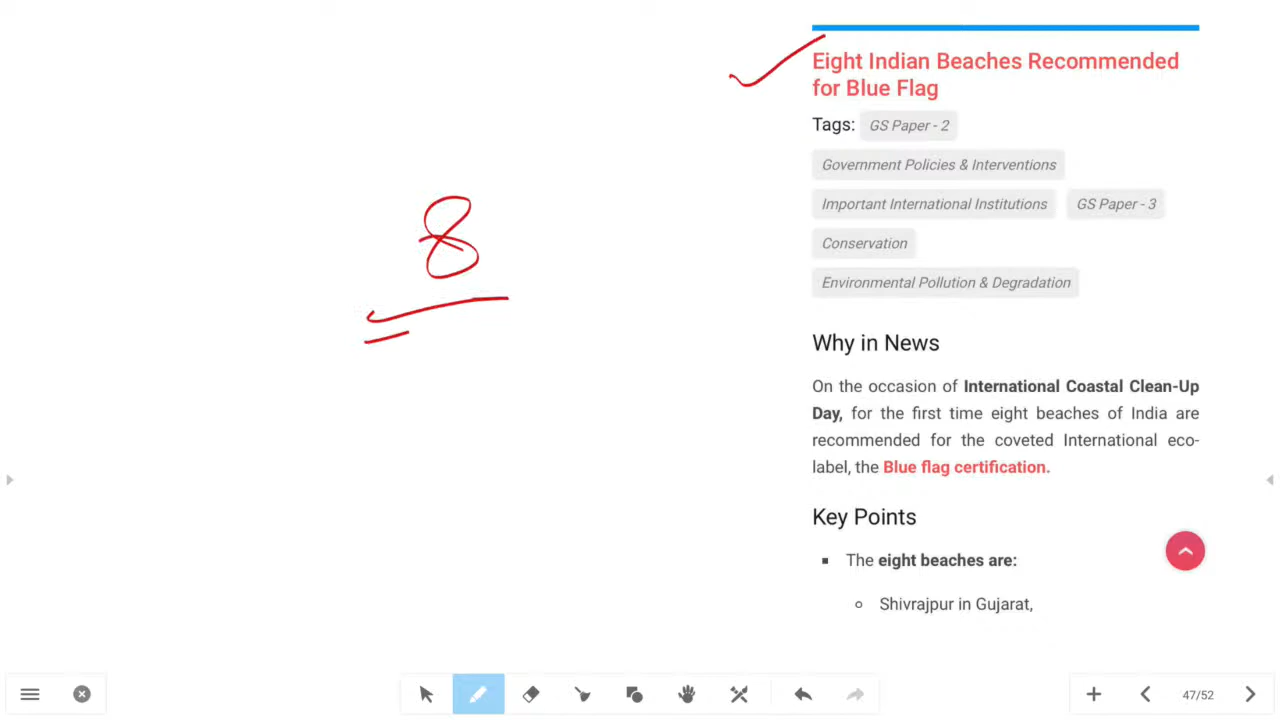 Eight Indian Beaches Recommended
for Blue Flag
Tags: GS Paper - 2
Government Policies & Interventions
Important International Institutions GS Paper - 3
Conservation
Environmental Pollution & Degradation
8
Why in News
On the occasion of International Coastal Clean-Up
Day, for the first time eight beaches of India are
recommended for the coveted International eco-
label, the Blue flag certification.
Key Points
The eight beaches are:
Shivrajpur in Gujarat,
47/52